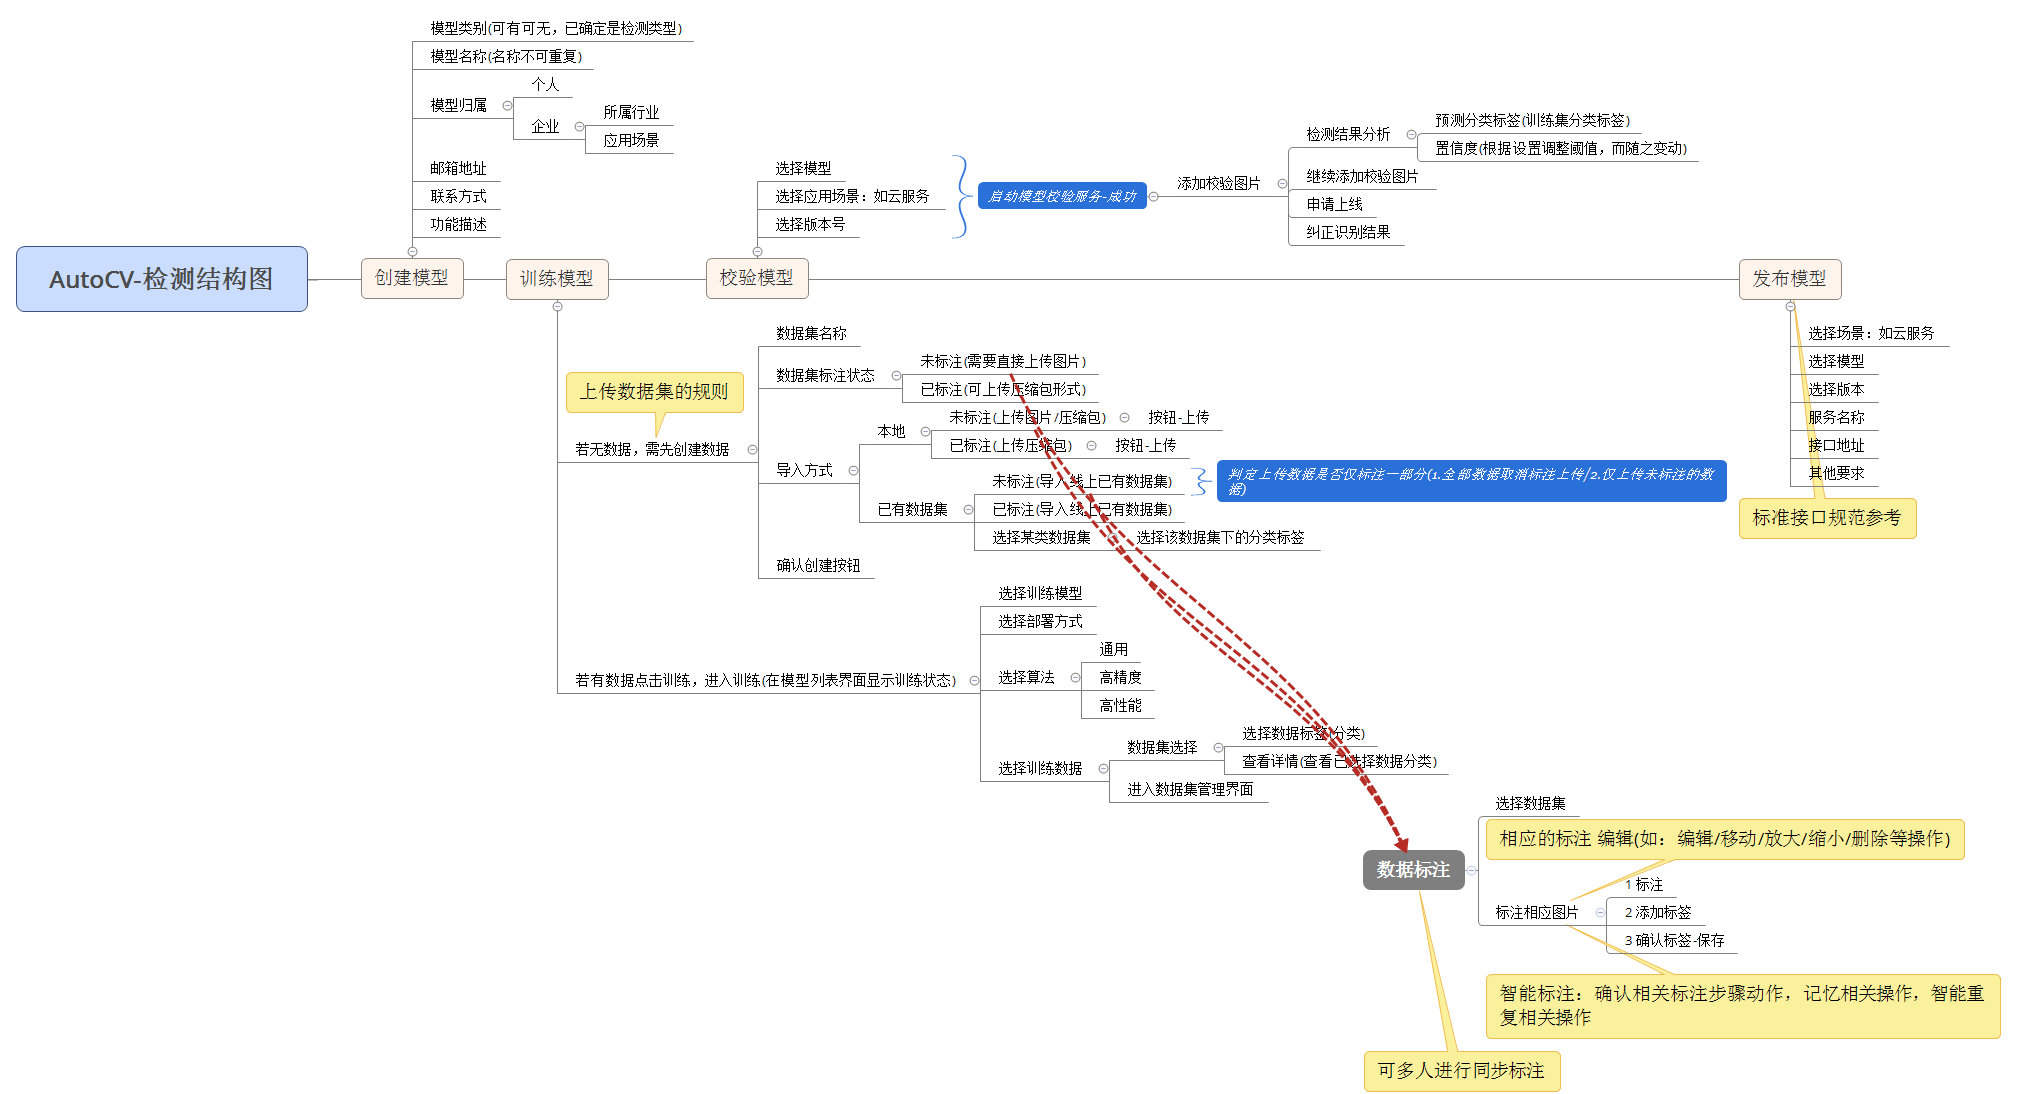 AutoCV-检测结构图
创建模型
模型类别(可有可无，已确定是检测类型)
模型名称(名称不可重复)
模型归属
个人
企业
所属行业
应用场景
邮箱地址
联系方式
功能描述
训练模型
上传数据集的规则
若无数据，需先创建数据
数据集名称
数据集标注状态
未标注(需要直接上传图片)
已标注(可上传压缩包形式)
导入方式
本地
未标注(上传图片/压缩包)
按钮-上传
已标注(上传压缩包)
按钮-上传
已有数据集
未标注(导入线上已有数据集)
判定上传数据是否仅标注一部分(1.全部数据取消标注上传/2.仅上传未标注的数
据)
已标注(导入线上已有数据集)
选择某类数据集
选择该数据集下的分类标签
确认创建按钮
若有数据点击训练，进入训练(在模型列表界面显示训练状态)
选择训练模型
选择部署方式
选择算法
通用
高精度
高性能
选择训练数据
数据集选择
选择数据标签(分类)
查看详情(查看已选择数据分类)
进入数据集管理界面
校验模型
选择模型
选择应用场景：如云服务
选择版本号
启动模型校验服务-成功
添加校验图片
检测结果分析
预测分类标签(训练集分类标签)
置信度(根据设置调整阈值，而随之变动)
继续添加校验图片
申请上线
纠正识别结果
发布模型
选择场景：如云服务
选择模型
选择版本
服务名称
接口地址
其他要求
标准接口规范参考
数据标注
选择数据集
相应的标注 编辑(如：编辑/移动/放大/缩小/删除等操作)
标注相应图片
1 标注
2 添加标签
3 确认标签-保存
智能标注：确认相关标注步骤动作，记忆相关操作，智能重
复相关操作
可多人进行同步标注